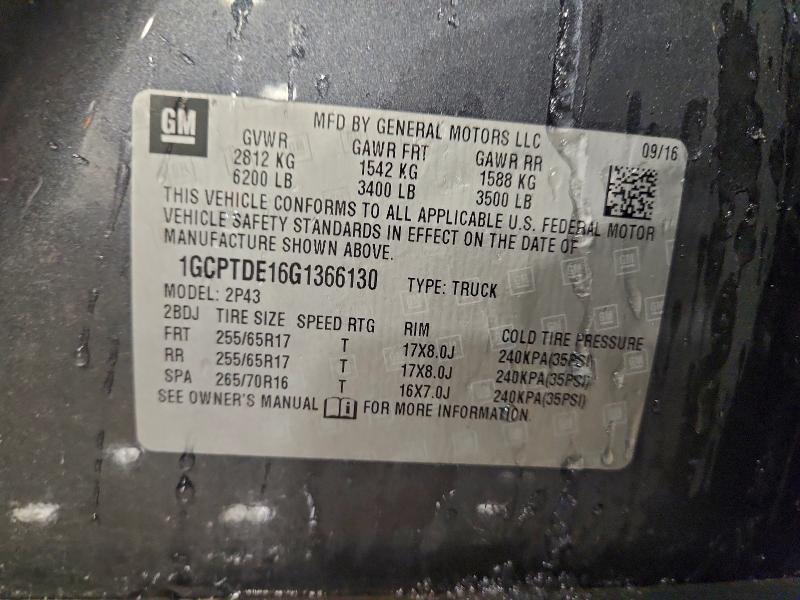 GM
MFD BY GENERAL MOTORS LLC 09/16
GVWR GAWR FRT GAWR RR
2812 KG 1542 KG 1588 KG
6200 LB 3400 LB 3500 LB
THIS VEHICLE CONFORMS TO ALL APPLICABLE U.S. FEDERAL MOTOR
VEHICLE SAFETY STANDARDS IN EFFECT ON THE DATE OF
MANUFACTURE SHOWN ABOVE.
1GCPTDE16G1366130 TYPE: TRUCK
MODEL: 2P43
2BDJ TIRE SIZE SPEED RTG RIM COLD TIRE PRESSURE
FRT 255/65R17 T 17X8.0J 240KPA(35PSI)
RR 255/65R17 T 17X8.0J 240KPA(35PSI)
SPA 265/70R16 T 16X7.0J 240KPA(35PSI)
SEE OWNER'S MANUAL i FOR MORE INFORMATION.